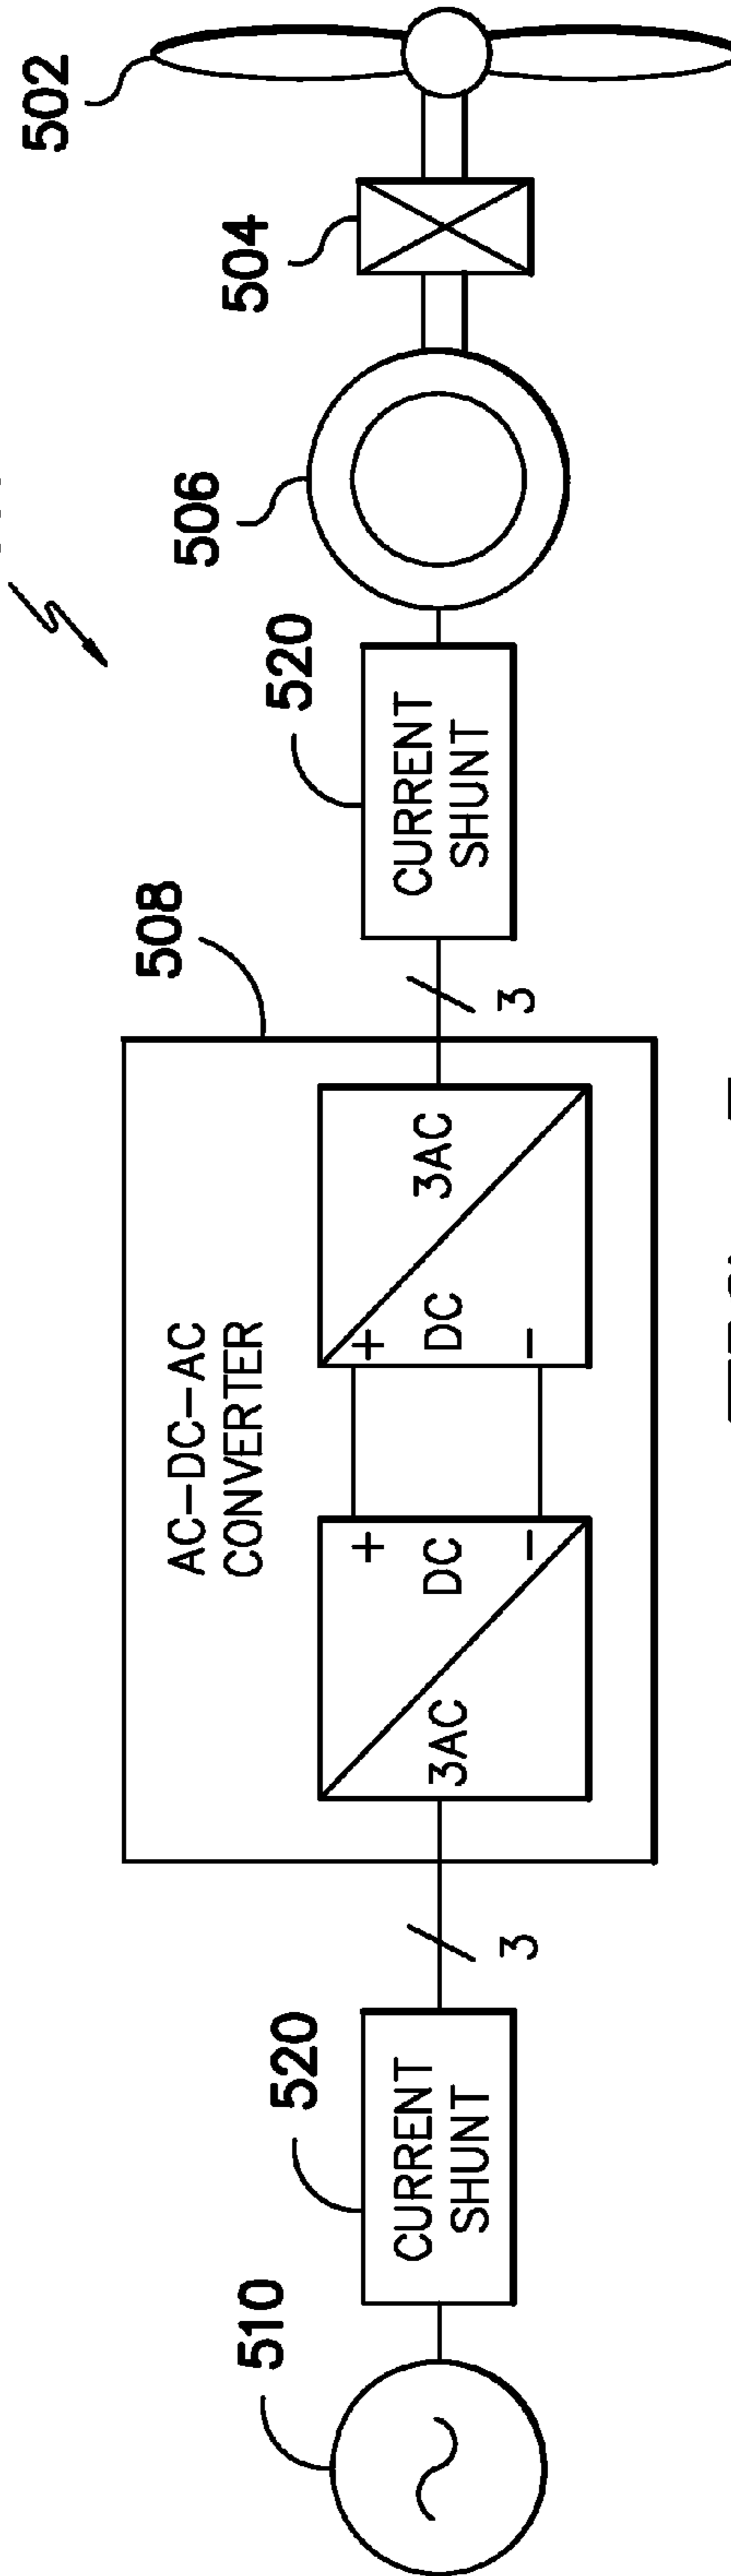 502
504
506
520
CURRENT
SHUNT
508
3
AC-DC-AC
CONVERTER
+
DC
-
3AC
+
DC
-
3AC
3
520
CURRENT
SHUNT
510